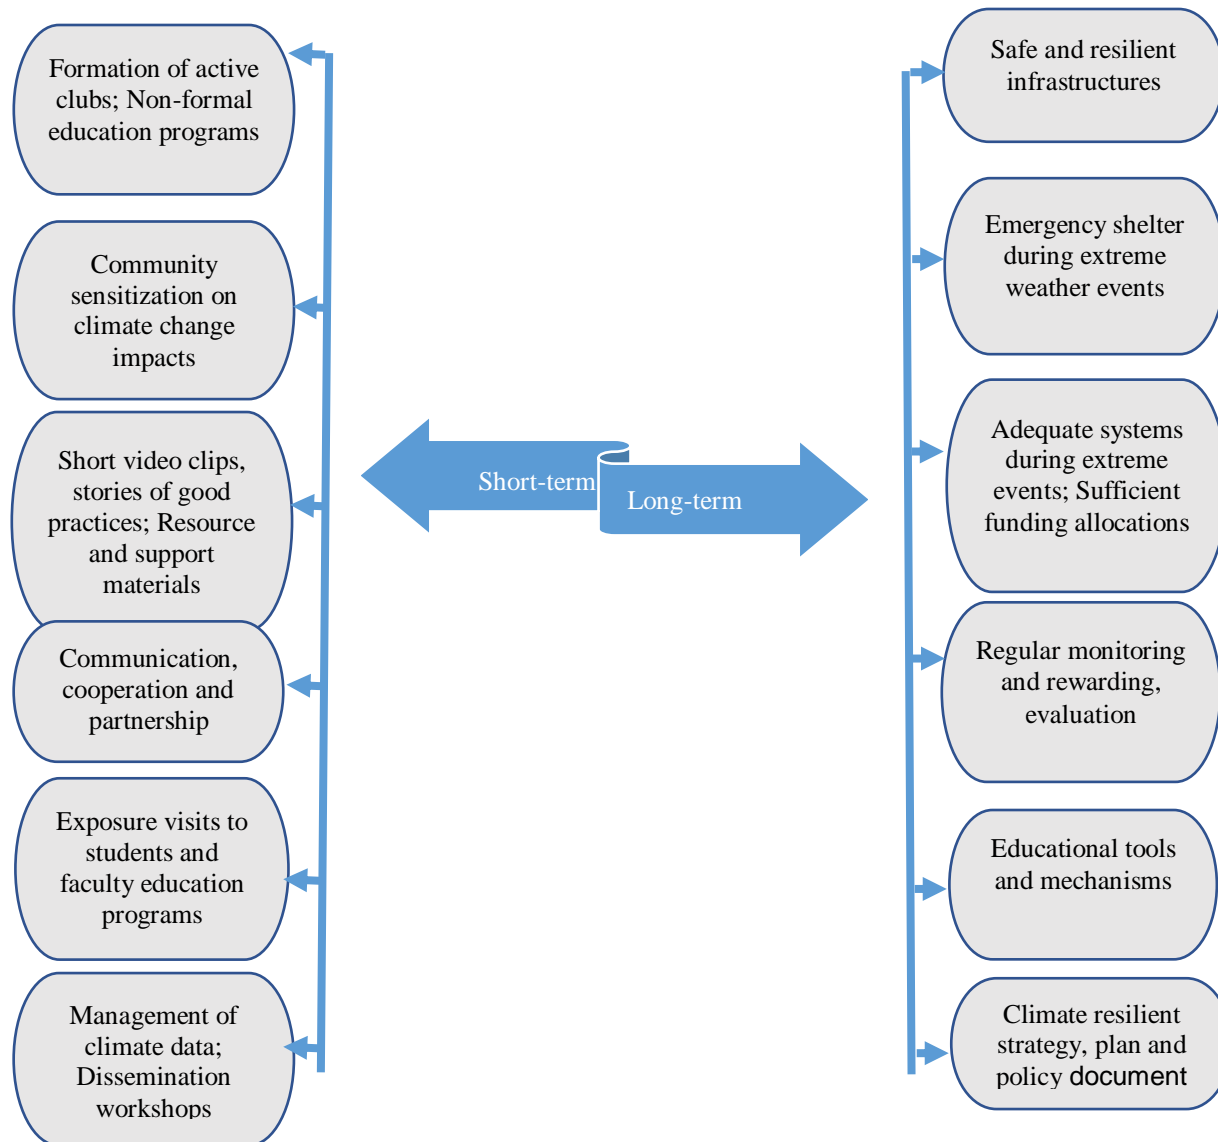 Formation of active
clubs; Non-formal
education programs
Community
sensitization on
climate change
impacts
Short video clips,
stories of good
practices; Resource
and support
materials
Communication,
cooperation and
partnership
Exposure visits to
students and
faculty education
programs
Management of
climate data;
Dissemination
workshops
Short-term
Long-term
Safe and resilient
infrastructures
Emergency shelter
during extreme
weather events
Adequate systems
during extreme
events; Sufficient
funding allocations
Regular monitoring
and rewarding,
evaluation
Educational tools
and mechanisms
Climate resilient
strategy, plan and
policy document